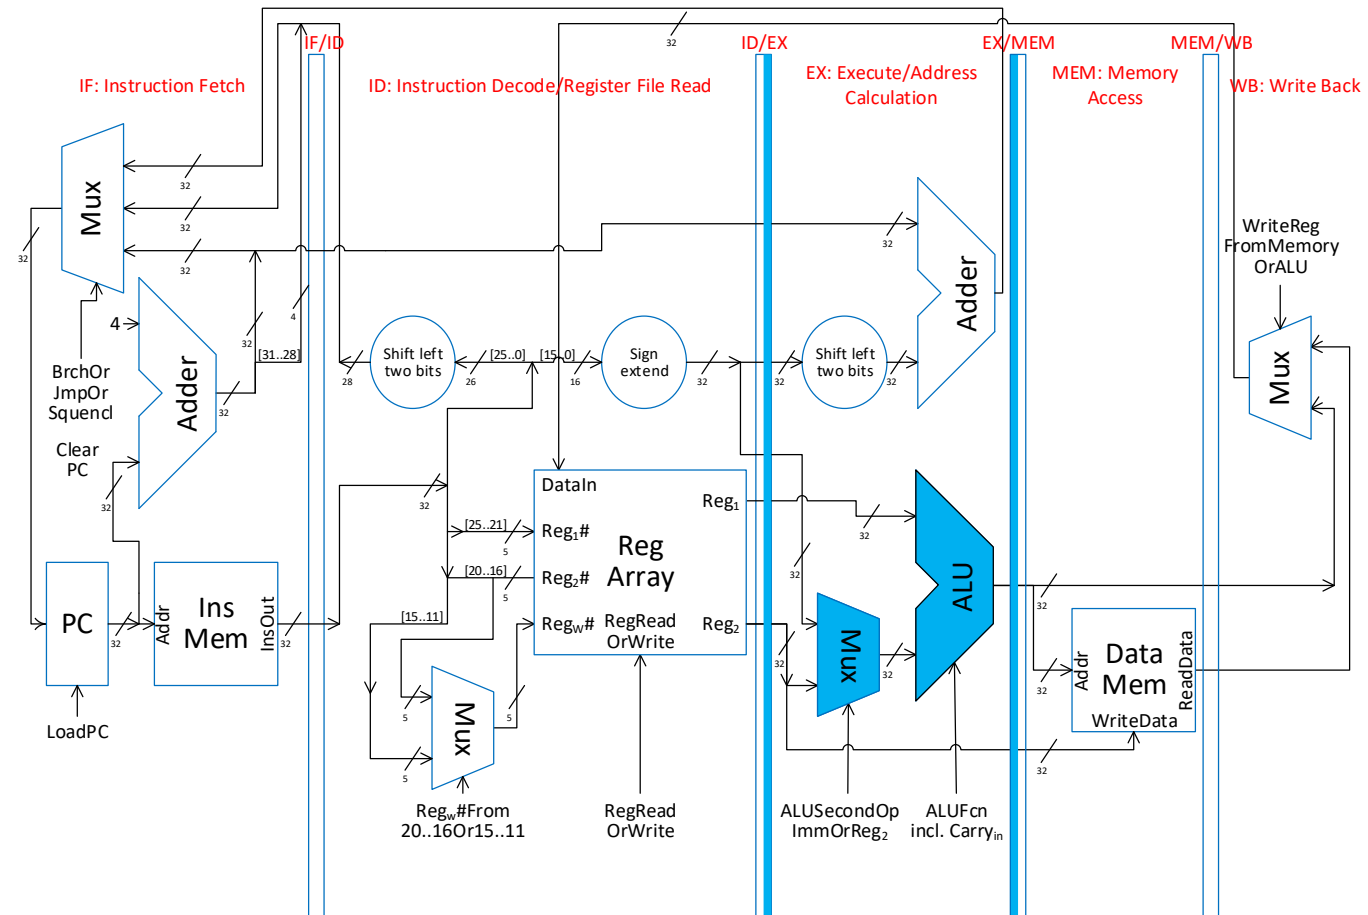 32
IF/ID
ID/EX
EX/MEM
MEM/WB
IF: Instruction Fetch
ID: Instruction Decode/Register File Read
EX: Execute/Address
Calculation
MEM: Memory
Access
WB: Write Back
Mux
32
32
32
32
32
4
32
[31..28]
4
Adder
32
BrchOr
JmpOr
Squencl
Clear
PC
32
Shift left
two bits
28
26
[25..0]
[15..0]
16
Sign
extend
32
32
Shift left
two bits
32
32
Adder
WriteReg
FromMemory
OrALU
Mux
PC
LoadPC
32
Addr
Ins
Mem
InsOut
32
32
DataIn
Reg1#
Reg2#
Regw#
Reg
Array
RegRead
OrWrite
Reg1
Reg2
[25..21]
5
[20..16]
5
[15..11]
5
5
5
Mux
Regw#From
20..16Or15..11
RegRead
OrWrite
32
32
32
Mux
32
ALU
ALUSecondOp
ImmOrReg2
ALUFcn
incl. Carryin
32
32
32
Addr
Data
Mem
ReadData
WriteData